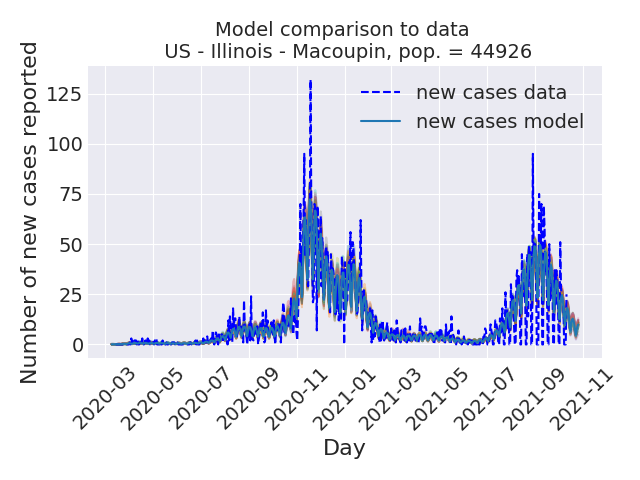 Model comparison to data
US - Illinois - Macoupin, pop. = 44926
Number of new cases reported
125
100
75
50
25
0
new cases data
new cases model
2020-03
2020-05
2020-07
2020-09
2020-11
2021-01
2021-03
2021-05
2021-07
2021-09
2021-11
Day